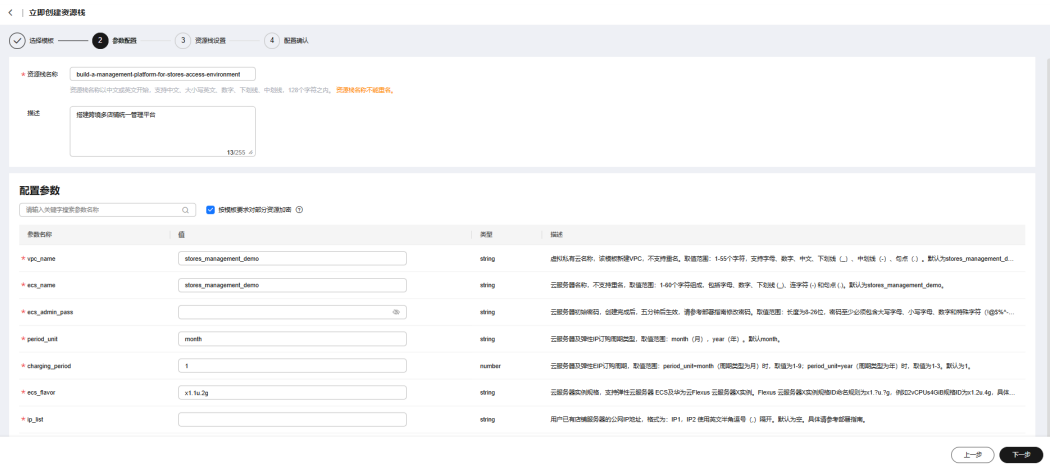 立即创建资源栈
选择模板
2 参数配置
3 资源栈设置
4 配置确认
* 资源栈名称 build-a-management-platform-for-stores-access-environment
资源栈名称以中文或英文开始，支持中文、大小写英文、数字、下划线、中划线，128个字符之内。 资源栈名称不能重名。
描述 搭建跨境多店铺统一管理平台
13/255
配置参数
请输入关键字搜索参数名称 按模板要求对部分资源加密
参数名称 值 类型 描述
* vpc_name stores_management_demo string 虚拟私有云名称，该模板新建VPC，不支持重名。取值范围：1-55个字符，支持字母、数字、中文、下划线（_）、中划线（-）、句点（.）。默认为stores_management_d...
* ecs_name stores_management_demo string 云服务器名称，不支持重名。取值范围：1-60个字符组成，包括字母、数字、下划线 (_)、连字符 (-) 和句点 (.)。默认为stores_management_demo。
* ecs_admin_pass string 云服务器初始密码，创建完成后，五分钟后生效，请参考部署指南修改密码。取值范围：长度为8-26位，密码至少必须包含大写字母、小写字母、数字和特殊字符（!@$%^-...
* period_unit month string 云服务器及弹性IP订购周期类型，取值范围：month（月），year（年）。默认month。
* charging_period 1 number 云服务器及弹性EIP订购周期，取值范围：period_unit=month（周期类型为月）时，取值为1-9；period_unit=year（周期类型为年）时，取值为1-3。默认为1。
* ecs_flavor x1.1u.2g string 云服务器实例规格，支持弹性云服务器 ECS及华为云Flexus 云服务器X实例。Flexus 云服务器X实例规格ID命名规则为x1.?u.?g，例如2vCPUs4GiB规格ID为x1.2u.4g，具体...
* ip_list string 用户已有店铺服务器的公网IP地址，格式为：IP1，IP2 使用英文半角逗号（,）隔开。默认为空。具体请参考部署指南。
上一步 下一步